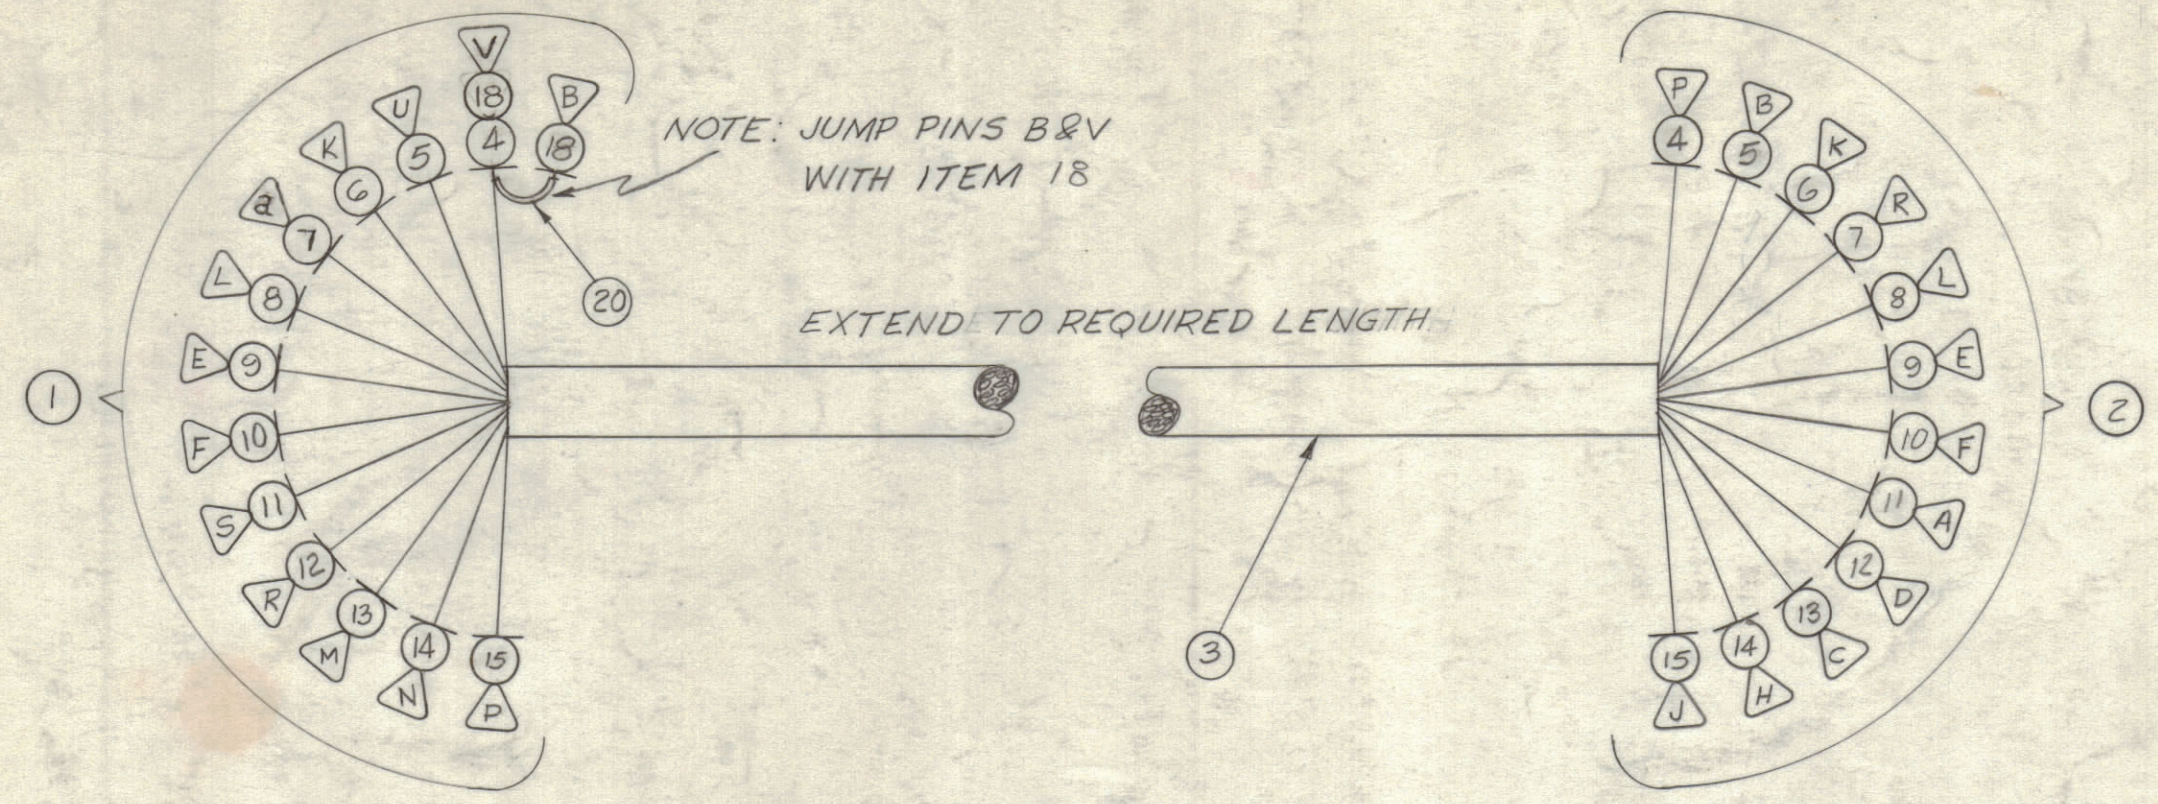 V
18
4
B
18
U
5
K
6
a
7
L
8
E
9
F
10
S
11
R
12
M
13
N
14
15
P
1
NOTE: JUMP PINS B&V
WITH ITEM 18
20
EXTEND TO REQUIRED LENGTH
3
P
4
B
5
K
6
R
7
L
8
E
9
F
10
A
11
D
12
C
13
H
14
15
J
2